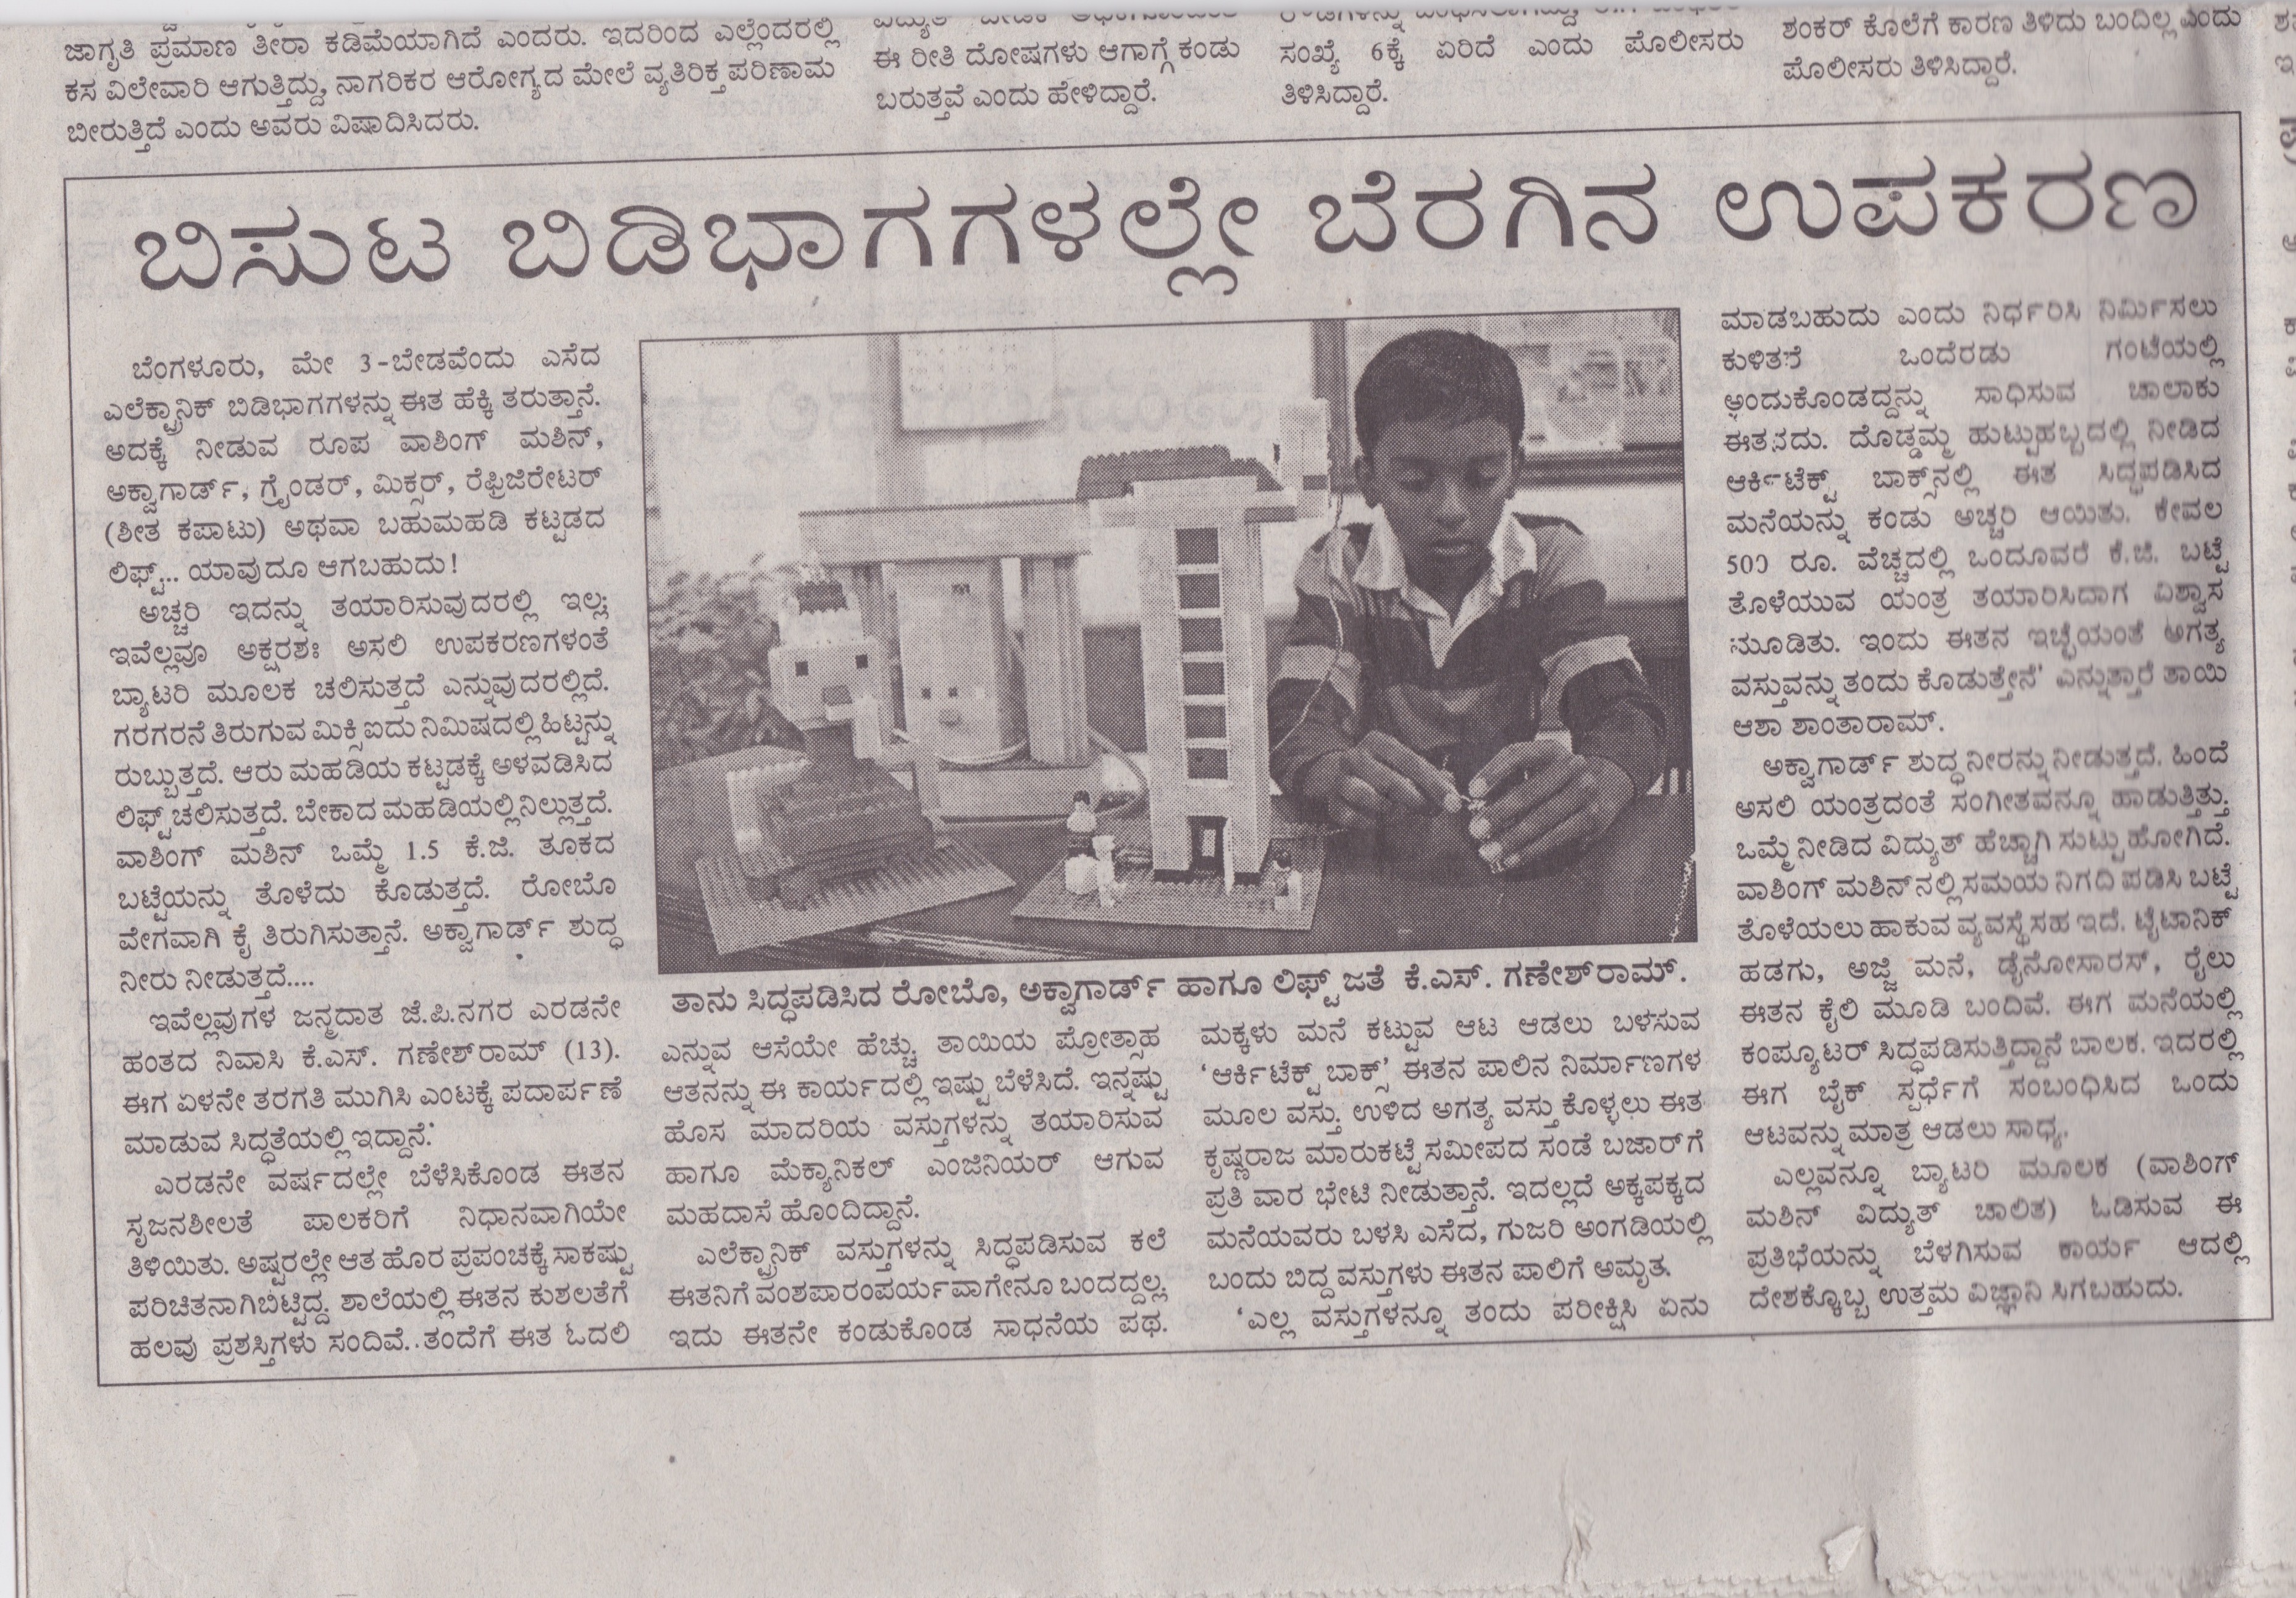 ಜಾಗೃತಿ ಪ್ರಮಾಣ ತೀರಾ ಕಡಿಮೆಯಾಗಿದೆ ಎಂದರು. ಇದರಿಂದ ಎಲ್ಲೆಂದರಲ್ಲಿ
ಕಸ ವಿಲೇವಾರಿ ಆಗುತ್ತಿದ್ದು, ನಾಗರಿಕರ ಆರೋಗ್ಯದ ಮೇಲೆ ವ್ಯತಿರಿಕ್ತ ಪರಿಣಾಮ
ಬೀರುತ್ತಿದೆ ಎಂದು ಅವರು ವಿಷಾದಿಸಿದರು.
ಈ ರೀತಿ ದೋಷಗಳು ಆಗಾಗ್ಗೆ ಕಂಡು
ಬರುತ್ತವೆ ಎಂದು ಹೇಳಿದ್ದಾರೆ.
ಸಂಖ್ಯೆ 6ಕ್ಕೆ ಏರಿದೆ ಎಂದು ಪೊಲೀಸರು
ತಿಳಿಸಿದ್ದಾರೆ.
ಶಂಕರ್ ಕೊಲೆಗೆ ಕಾರಣ ತಿಳಿದು ಬಂದಿಲ್ಲ ಎಂದು
ಪೊಲೀಸರು ತಿಳಿಸಿದ್ದಾರೆ.
ಬಿಸುಟ ಬಿಡಿಭಾಗಗಳಲ್ಲೇ ಬೆರಗಿನ ಉಪಕರಣ
ಬೆಂಗಳೂರು, ಮೇ 3-ಬೇಡವೆಂದು ಎಸೆದ
ಎಲೆಕ್ಟ್ರಾನಿಕ್ ಬಿಡಿಭಾಗಗಳನ್ನು ಈತ ಹೆಕ್ಕಿ ತರುತ್ತಾನೆ.
ಅದಕ್ಕೆ ನೀಡುವ ರೂಪ ವಾಶಿಂಗ್ ಮಶಿನ್,
ಅಕ್ವಾಗಾರ್ಡ್, ಗ್ರೈಂಡರ್, ಮಿಕ್ಸರ್, ರೆಫ್ರಿಜಿರೇಟರ್
(ಶೀತ ಕಪಾಟು) ಅಥವಾ ಬಹುಮಹಡಿ ಕಟ್ಟಡದ
ಲಿಫ್ಟ್... ಯಾವುದೂ ಆಗಬಹುದು!
ಅಚ್ಚರಿ ಇದನ್ನು ತಯಾರಿಸುವುದರಲ್ಲಿ ಇಲ್ಲ;
ಇವೆಲ್ಲವೂ ಅಕ್ಷರಶಃ ಅಸಲಿ ಉಪಕರಣಗಳಂತೆ
ಬ್ಯಾಟರಿ ಮೂಲಕ ಚಲಿಸುತ್ತದೆ ಎನ್ನುವುದರಲ್ಲಿದೆ.
ಗರಗರನೆ ತಿರುಗುವ ಮಿಕ್ಸಿ ಐದು ನಿಮಿಷದಲ್ಲಿ ಹಿಟ್ಟನ್ನು
ರುಬ್ಬುತ್ತದೆ. ಆರು ಮಹಡಿಯ ಕಟ್ಟಡಕ್ಕೆ ಅಳವಡಿಸಿದ
ಲಿಫ್ಟ್ ಚಲಿಸುತ್ತದೆ. ಬೇಕಾದ ಮಹಡಿಯಲ್ಲಿ ನಿಲ್ಲುತ್ತದೆ.
ವಾಶಿಂಗ್ ಮಶಿನ್ ಒಮ್ಮೆ 1.5 ಕೆ.ಜಿ. ತೂಕದ
ಬಟ್ಟೆಯನ್ನು ತೊಳೆದು ಕೊಡುತ್ತದೆ. ರೋಬೊ
ವೇಗವಾಗಿ ಕೈ ತಿರುಗಿಸುತ್ತಾನೆ. ಅಕ್ವಾಗಾರ್ಡ್ ಶುದ್ಧ
ನೀರು ನೀಡುತ್ತದೆ....
ಇವೆಲ್ಲವುಗಳ ಜನ್ಮದಾತ ಜೆ.ಪಿ.ನಗರ ಎರಡನೇ
ಹಂತದ ನಿವಾಸಿ ಕೆ.ಎಸ್. ಗಣೇಶ್‌ರಾಮ್ (13).
ಈಗ ಏಳನೇ ತರಗತಿ ಮುಗಿಸಿ ಎಂಟಕ್ಕೆ ಪದಾರ್ಪಣೆ
ಮಾಡುವ ಸಿದ್ಧತೆಯಲ್ಲಿ ಇದ್ದಾನೆ.
ಎರಡನೇ ವರ್ಷದಲ್ಲೇ ಬೆಳೆಸಿಕೊಂಡ ಈತನ
ಸೃಜನಶೀಲತೆ ಪಾಲಕರಿಗೆ ನಿಧಾನವಾಗಿಯೇ
ತಿಳಿಯಿತು. ಅಷ್ಟರಲ್ಲೇ ಆತ ಹೊರ ಪ್ರಪಂಚಕ್ಕೆ ಸಾಕಷ್ಟು
ಪರಿಚಿತನಾಗಿಬಿಟ್ಟಿದ್ದ. ಶಾಲೆಯಲ್ಲಿ ಈತನ ಕುಶಲತೆಗೆ
ಹಲವು ಪ್ರಶಸ್ತಿಗಳು ಸಂದಿವೆ. ತಂದೆಗೆ ಈತ ಓದಲಿ
ತಾನು ಸಿದ್ಧಪಡಿಸಿದ ರೋಬೊ, ಅಕ್ವಾಗಾರ್ಡ್ ಹಾಗೂ ಲಿಫ್ಟ್ ಜತೆ ಕೆ.ಎಸ್. ಗಣೇಶ್‌ರಾಮ್.
ಎನ್ನುವ ಆಸೆಯೇ ಹೆಚ್ಚು. ತಾಯಿಯ ಪ್ರೋತ್ಸಾಹ
ಆತನನ್ನು ಈ ಕಾರ್ಯದಲ್ಲಿ ಇಷ್ಟು ಬೆಳೆಸಿದೆ. ಇನ್ನಷ್ಟು
ಹೊಸ ಮಾದರಿಯ ವಸ್ತುಗಳನ್ನು ತಯಾರಿಸುವ
ಹಾಗೂ ಮೆಕ್ಯಾನಿಕಲ್ ಎಂಜಿನಿಯರ್ ಆಗುವ
ಮಹದಾಸೆ ಹೊಂದಿದ್ದಾನೆ.
ಎಲೆಕ್ಟ್ರಾನಿಕ್ ವಸ್ತುಗಳನ್ನು ಸಿದ್ಧಪಡಿಸುವ ಕಲೆ
ಈತನಿಗೆ ವಂಶಪಾರಂಪರ್ಯವಾಗೇನೂ ಬಂದದ್ದಲ್ಲ.
ಇದು ಈತನೇ ಕಂಡುಕೊಂಡ ಸಾಧನೆಯ ಪಥ.
ಮಕ್ಕಳು ಮನೆ ಕಟ್ಟುವ ಆಟ ಆಡಲು ಬಳಸುವ
‘ಆರ್ಕಿಟೆಕ್ಟ್ ಬಾಕ್ಸ್’ ಈತನ ಪಾಲಿನ ನಿರ್ಮಾಣಗಳ
ಮೂಲ ವಸ್ತು. ಉಳಿದ ಅಗತ್ಯ ವಸ್ತು ಕೊಳ್ಳಲು ಈತ
ಕೃಷ್ಣರಾಜ ಮಾರುಕಟ್ಟೆ ಸಮೀಪದ ಸಂಡೆ ಬಜಾರ್‌ಗೆ
ಪ್ರತಿ ವಾರ ಭೇಟಿ ನೀಡುತ್ತಾನೆ. ಇದಲ್ಲದೆ ಅಕ್ಕಪಕ್ಕದ
ಮನೆಯವರು ಬಳಸಿ ಎಸೆದ, ಗುಜರಿ ಅಂಗಡಿಯಲ್ಲಿ
ಬಂದು ಬಿದ್ದ ವಸ್ತುಗಳು ಈತನ ಪಾಲಿಗೆ ಅಮೃತ.
‘ಎಲ್ಲ ವಸ್ತುಗಳನ್ನೂ ತಂದು ಪರೀಕ್ಷಿಸಿ ಏನು
ಮಾಡಬಹುದು ಎಂದು ನಿರ್ಧರಿಸಿ ನಿರ್ಮಿಸಲು
ಕುಳಿತರೆ ಒಂದೆರಡು ಗಂಟೆಯಲ್ಲಿ
ಅಂದುಕೊಂಡದ್ದನ್ನು ಸಾಧಿಸುವ ಚಾಲಾಕು
ಈತನದು. ದೊಡ್ಡಮ್ಮ ಹುಟ್ಟುಹಬ್ಬದಲ್ಲಿ ನೀಡಿದ
ಆರ್ಕಿಟೆಕ್ಟ್ ಬಾಕ್ಸ್‌ನಲ್ಲಿ ಈತ ಸಿದ್ಧಪಡಿಸಿದ
ಮನೆಯನ್ನು ಕಂಡು ಅಚ್ಚರಿ ಆಯಿತು. ಕೇವಲ
500 ರೂ. ವೆಚ್ಚದಲ್ಲಿ ಒಂದೂವರೆ ಕೆ.ಜಿ. ಬಟ್ಟೆ
ತೊಳೆಯುವ ಯಂತ್ರ ತಯಾರಿಸಿದಾಗ ವಿಶ್ವಾಸ
ಮೂಡಿತು. ಇಂದು ಈತನ ಇಚ್ಛೆಯಂತೆ ಅಗತ್ಯ
ವಸ್ತುವನ್ನು ತಂದು ಕೊಡುತ್ತೇನೆ’ ಎನ್ನುತ್ತಾರೆ ತಾಯಿ
ಆಶಾ ಶಾಂತಾರಾಮ್.
ಅಕ್ವಾಗಾರ್ಡ್ ಶುದ್ಧ ನೀರನ್ನು ನೀಡುತ್ತದೆ. ಹಿಂದೆ
ಅಸಲಿ ಯಂತ್ರದಂತೆ ಸಂಗೀತವನ್ನೂ ಹಾಡುತ್ತಿತ್ತು.
ಒಮ್ಮೆ ನೀಡಿದ ವಿದ್ಯುತ್ ಹೆಚ್ಚಾಗಿ ಸುಟ್ಟು ಹೋಗಿದೆ.
ವಾಶಿಂಗ್ ಮಶಿನ್‌ನಲ್ಲಿ ಸಮಯ ನಿಗದಿ ಪಡಿಸಿ ಬಟ್ಟೆ
ತೊಳೆಯಲು ಹಾಕುವ ವ್ಯವಸ್ಥೆ ಸಹ ಇದೆ. ಟೈಟಾನಿಕ್
ಹಡಗು, ಅಜ್ಜಿ ಮನೆ, ಡೈನೋಸಾರಸ್, ರೈಲು
ಈತನ ಕೈಲಿ ಮೂಡಿ ಬಂದಿವೆ. ಈಗ ಮನೆಯಲ್ಲಿ
ಕಂಪ್ಯೂಟರ್ ಸಿದ್ಧಪಡಿಸುತ್ತಿದ್ದಾನೆ ಬಾಲಕ. ಇದರಲ್ಲಿ
ಈಗ ಬೈಕ್ ಸ್ಪರ್ಧೆಗೆ ಸಂಬಂಧಿಸಿದ ಒಂದು
ಆಟವನ್ನು ಮಾತ್ರ ಆಡಲು ಸಾಧ್ಯ.
ಎಲ್ಲವನ್ನೂ ಬ್ಯಾಟರಿ ಮೂಲಕ (ವಾಶಿಂಗ್
ಮಶಿನ್ ವಿದ್ಯುತ್ ಚಾಲಿತ) ಓಡಿಸುವ ಈ
ಪ್ರತಿಭೆಯನ್ನು ಬೆಳಗಿಸುವ ಕಾರ್ಯ ಆದಲ್ಲಿ
ದೇಶಕ್ಕೊಬ್ಬ ಉತ್ತಮ ವಿಜ್ಞಾನಿ ಸಿಗಬಹುದು.